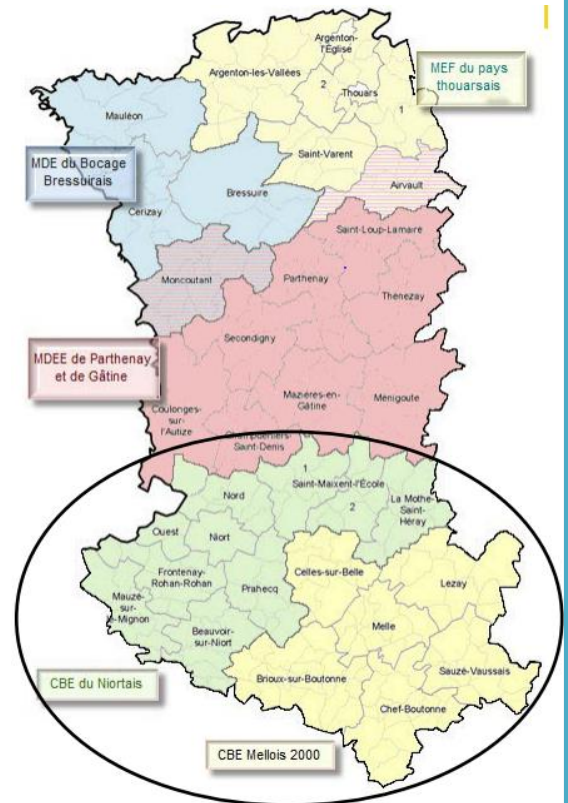 Argenton-
l'Église
MEF du pays
thouarsais
Argenton-les-Vallées
2
Thouars
1
Mauléon
Saint-Varent
MDE du Bocage
Bressuirais
Bressuire
Airvault
Cerizay
Saint-Loup-Lamaire
Moncoutant
Parthenay
Thenezay
MDEE de Parthenay
et de Gâtine
Secondigny
Mazières-en-
Gâtine
Ménigoute
Coulonges-
sur-
l'Autize
Champdeniers-
Saint-Denis
1
Saint-Maixent-l'École
Nord
La Mothe-
Saint-
Héray
2
Ouest
Niort
Celles-sur-Belle
Lezay
Frontenay-
Rohan-Rohan
Prahecq
Mauzé-
sur-
le-Mignon
Melle
Beauvoir-
sur-Niort
Sauzé-Vaussais
Brioux-sur-Boutonne
CBE du Niortais
Chef-Boutonne
CBE Mellois 2000